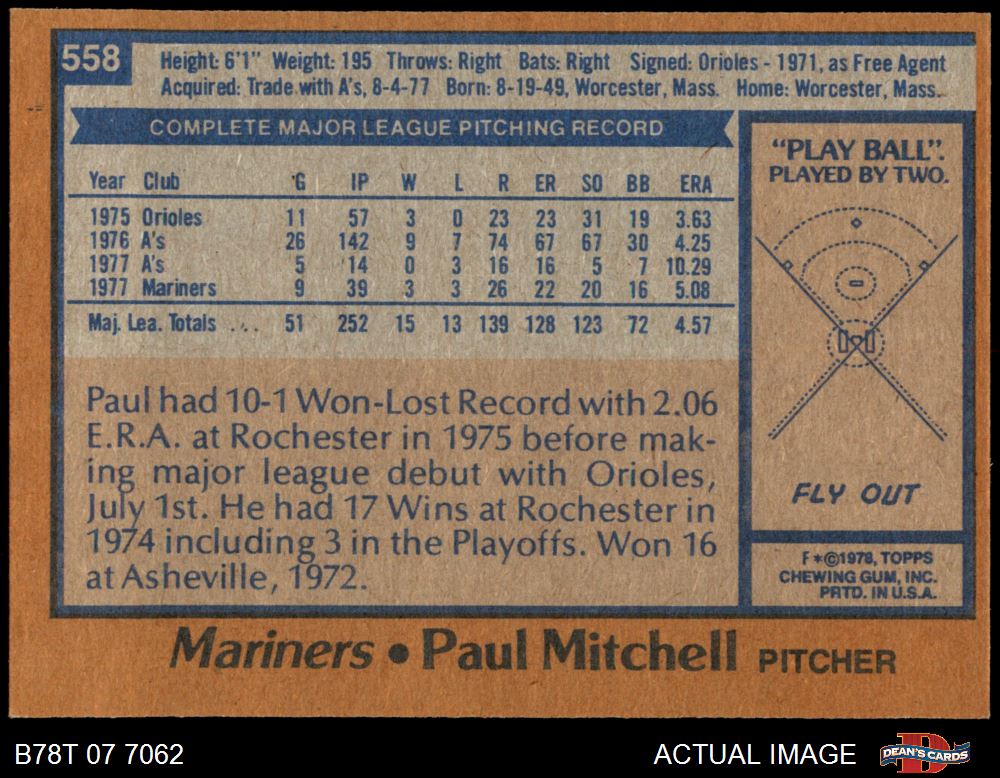 558
Height: 6'1" Weight: 195 Throws: Right Bats: Right Signed: Orioles - 1971, as Free Agent
Acquired: Trade with A's, 8-4-77 Born: 8-19-49, Worcester, Mass. Home: Worcester, Mass.
COMPLETE MAJOR LEAGUE PITCHING RECORD
Year Club G IP W L R ER SO BB ERA
1975 Orioles 11 57 3 0 23 23 31 19 3.63
1976 A's 26 142 9 7 74 67 67 30 4.25
1977 A's 5 14 0 3 16 16 5 7 10.29
1977 Mariners 9 39 3 3 26 22 20 16 5.08
Maj. Lea. Totals ... 51 252 15 13 139 128 123 72 4.57
Paul had 10-1 Won-Lost Record with 2.06
E.R.A. at Rochester in 1975 before mak-
ing major league debut with Orioles,
July 1st. He had 17 Wins at Rochester in
1974 including 3 in the Playoffs. Won 16
at Asheville, 1972.
"PLAY BALL".
PLAYED BY TWO.
FLY OUT
F*©1978, TOPPS
CHEWING GUM, INC.
PRTD. IN U.S.A.
Mariners • Paul Mitchell PITCHER
B78T 07 7062
ACTUAL IMAGE
DEAN'S CARDS